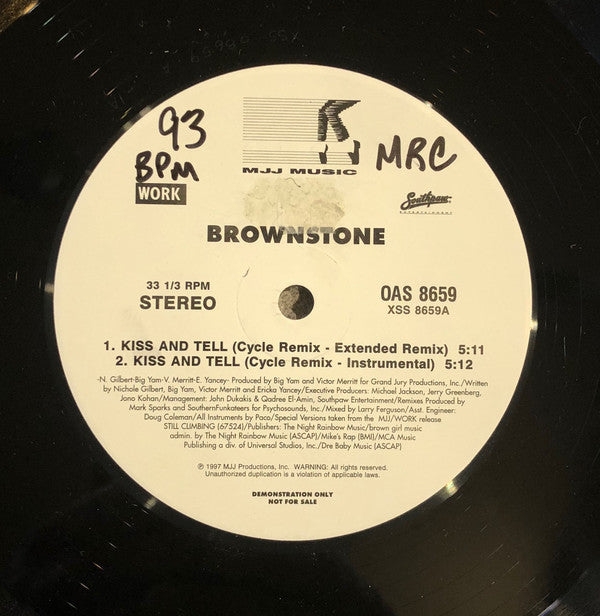 93
BPM
MRC
MJJ MUSIC
WORK
Southpaw
ENTERTAINMENT
BROWNSTONE
33 1/3 RPM
STEREO
OAS 8659
XSS 8659A
1. KISS AND TELL (Cycle Remix - Extended Remix) 5:11
2. KISS AND TELL (Cycle Remix - Instrumental) 5:12
-N. Gilbert-Big Yam-V. Merritt-E. Yancey- Produced by Big Yam and Victor Merritt for Grand Jury Productions, Inc./Written
by Nichole Gilbert, Big Yam, Victor Merritt and Ericka Yancey/Executive Producers: Michael Jackson, Jerry Greenberg,
Jono Kohan/Management: John Dukakis & Qadree El-Amin, Southpaw Entertainment/Remixes Produced by
Mark Sparks and SouthernFunkateers for Psychosounds, Inc./Mixed by Larry Ferguson/Asst. Engineer:
Doug Coleman/All Instruments by Paco/Special Versions taken from the MJJ/WORK release
STILL CLIMBING (67524)/Publishers: The Night Rainbow Music/brown girl music
admin. by The Night Rainbow Music (ASCAP)/Mike's Rap (BMI)/MCA Music
Publishing a div. of Universal Studios, Inc./Dre Baby Music (ASCAP)
℗ 1997 MJJ Productions, Inc. WARNING: All rights reserved.
Unauthorized duplication is a violation of applicable laws.
DEMONSTRATION ONLY
NOT FOR SALE